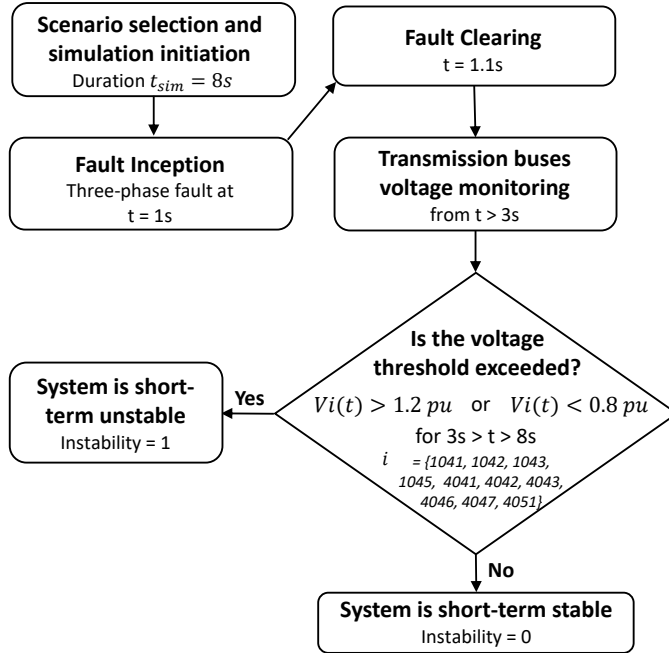 Scenario selection and
simulation initiation
Duration t_sim = 8s
Fault Inception
Three-phase fault at
t = 1s
Fault Clearing
t = 1.1s
Transmission buses
voltage monitoring
from t > 3s
Is the voltage
threshold exceeded?
Vi(t) > 1.2 pu or Vi(t) < 0.8 pu
for 3s > t > 8s
i = {1041, 1042, 1043,
1045, 4041, 4042, 4043,
4046, 4047, 4051}
Yes
System is short-
term unstable
Instability = 1
No
System is short-term stable
Instability = 0